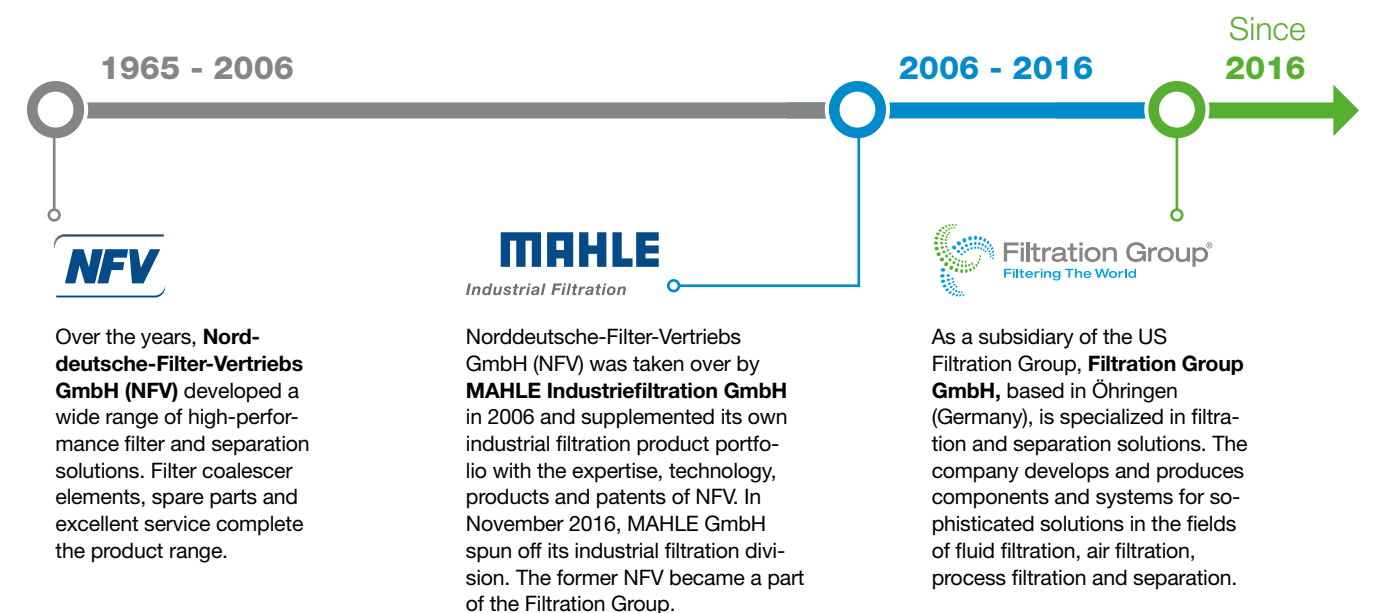 1965 - 2006
2006 - 2016
Since
2016
NFV
Over the years, Nord-
deutsche-Filter-Vertriebs
GmbH (NFV) developed a
wide range of high-perfor-
mance filter and separation
solutions. Filter coalescer
elements, spare parts and
excellent service complete
the product range.
MAHLE
Industrial Filtration
Norddeutsche-Filter-Vertriebs
GmbH (NFV) was taken over by
MAHLE Industriefiltration GmbH
in 2006 and supplemented its own
industrial filtration product portfo-
lio with the expertise, technology,
products and patents of NFV. In
November 2016, MAHLE GmbH
spun off its industrial filtration divi-
sion. The former NFV became a part
of the Filtration Group.
Filtration Group®
Filtering The World
As a subsidiary of the US
Filtration Group, Filtration Group
GmbH, based in Öhringen
(Germany), is specialized in filtra-
tion and separation solutions. The
company develops and produces
components and systems for so-
phisticated solutions in the fields
of fluid filtration, air filtration,
process filtration and separation.